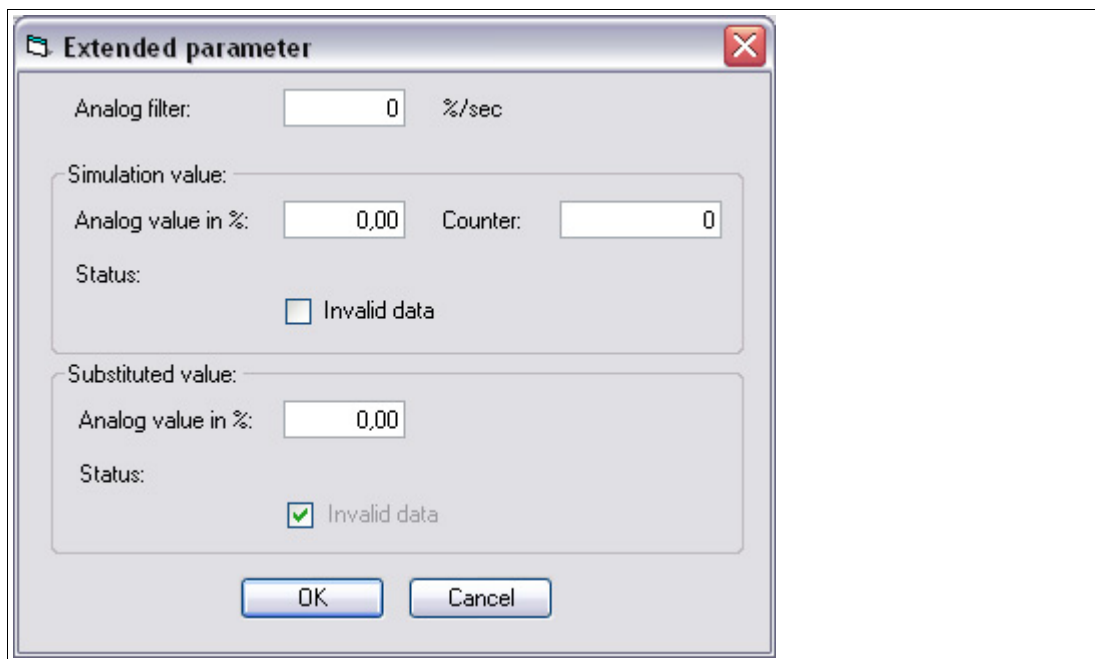 Extended parameter
Analog filter: 0 %/sec
Simulation value:
Analog value in %: 0,00 Counter: 0
Status:
Invalid data
Substituted value:
Analog value in %: 0,00
Status:
Invalid data
OK Cancel